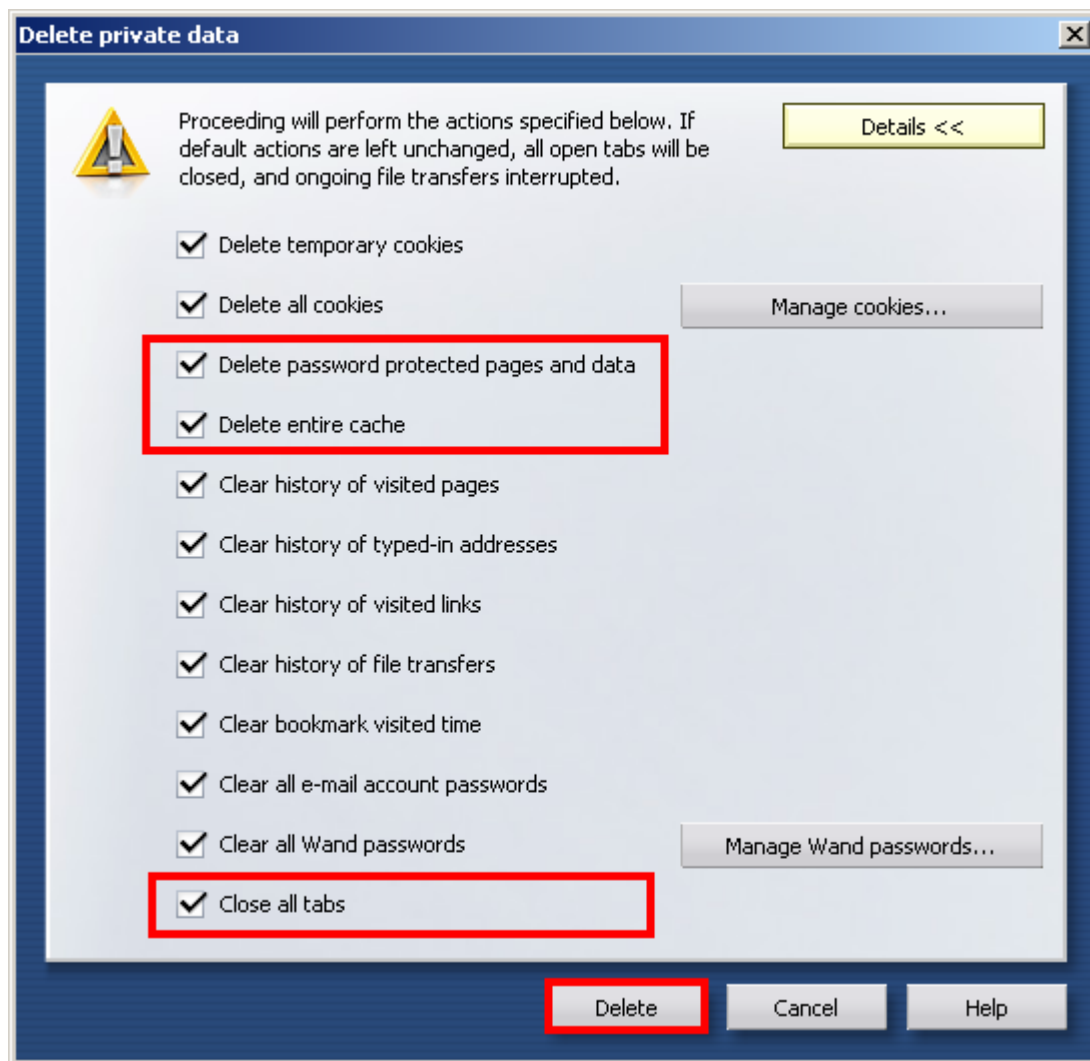 Delete private data
Proceeding will perform the actions specified below. If
default actions are left unchanged, all open tabs will be
closed, and ongoing file transfers interrupted.
Details <<
Delete temporary cookies
Delete all cookies
Manage cookies...
Delete password protected pages and data
Delete entire cache
Clear history of visited pages
Clear history of typed-in addresses
Clear history of visited links
Clear history of file transfers
Clear bookmark visited time
Clear all e-mail account passwords
Clear all Wand passwords
Manage Wand passwords...
Close all tabs
Delete
Cancel
Help